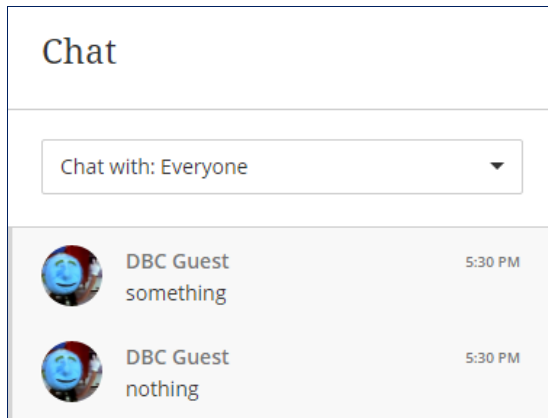 Chat
Chat with: Everyone
DBC Guest 5:30 PM
something
DBC Guest 5:30 PM
nothing